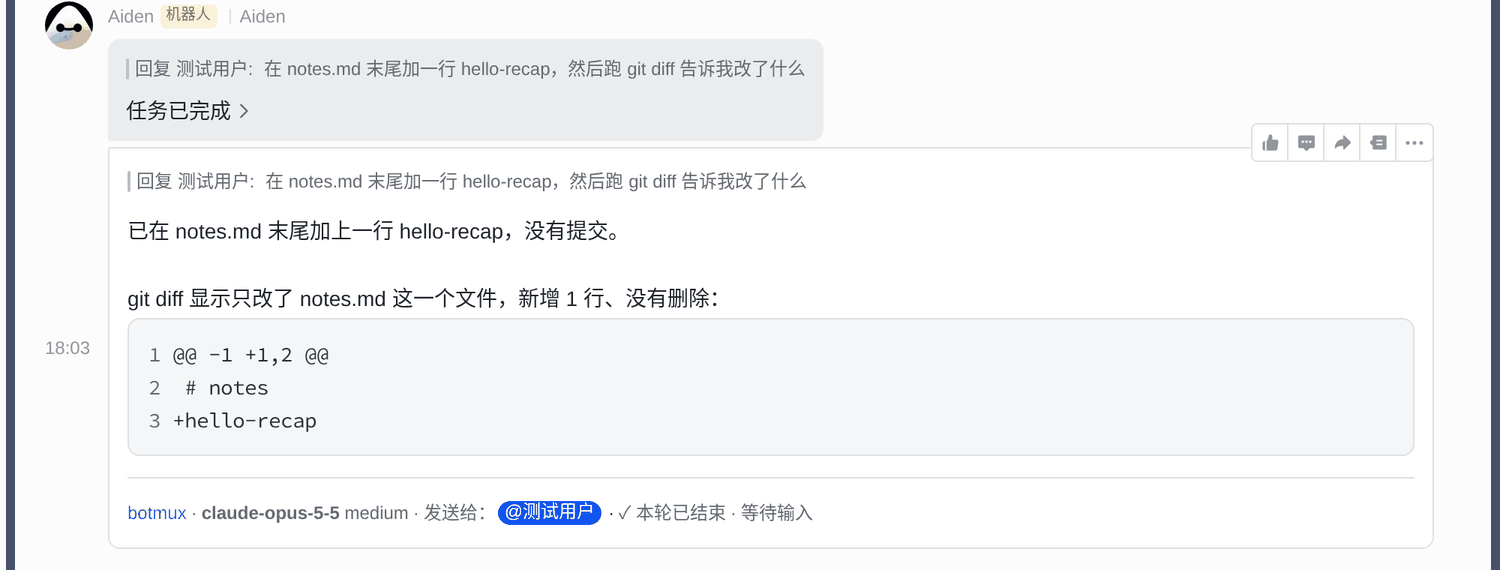 Aiden 机器人 | Aiden
回复 测试用户: 在 notes.md 末尾加一行 hello-recap，然后跑 git diff 告诉我改了什么
任务已完成 >
回复 测试用户: 在 notes.md 末尾加一行 hello-recap，然后跑 git diff 告诉我改了什么
已在 notes.md 末尾加上一行 hello-recap，没有提交。
git diff 显示只改了 notes.md 这一个文件，新增 1 行、没有删除：
18:03
1 @@ -1 +1,2 @@
2  # notes
3 +hello-recap
botmux · claude-opus-5-5 medium · 发送给： @测试用户 · ✓ 本轮已结束 · 等待输入